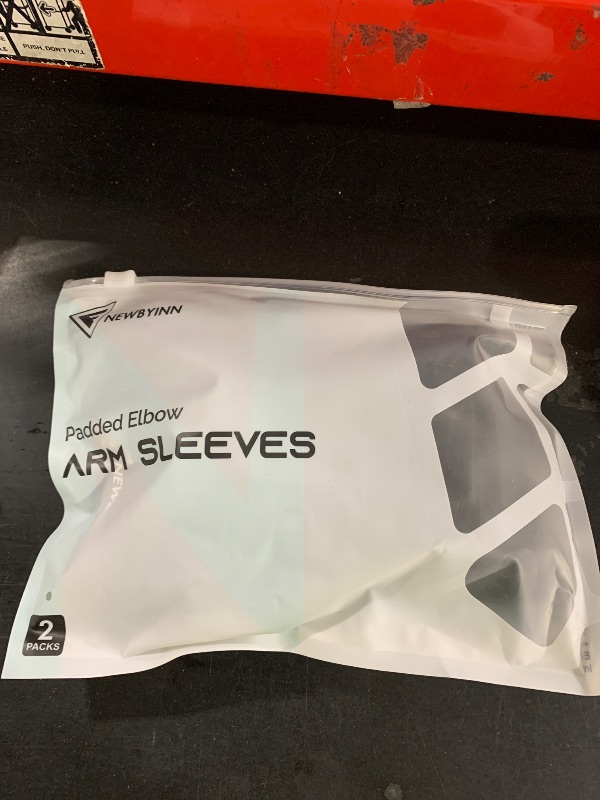 PUSH, DON'T PULL
NEWBYINN
Padded Elbow
ARM SLEEVES
2
PACKS